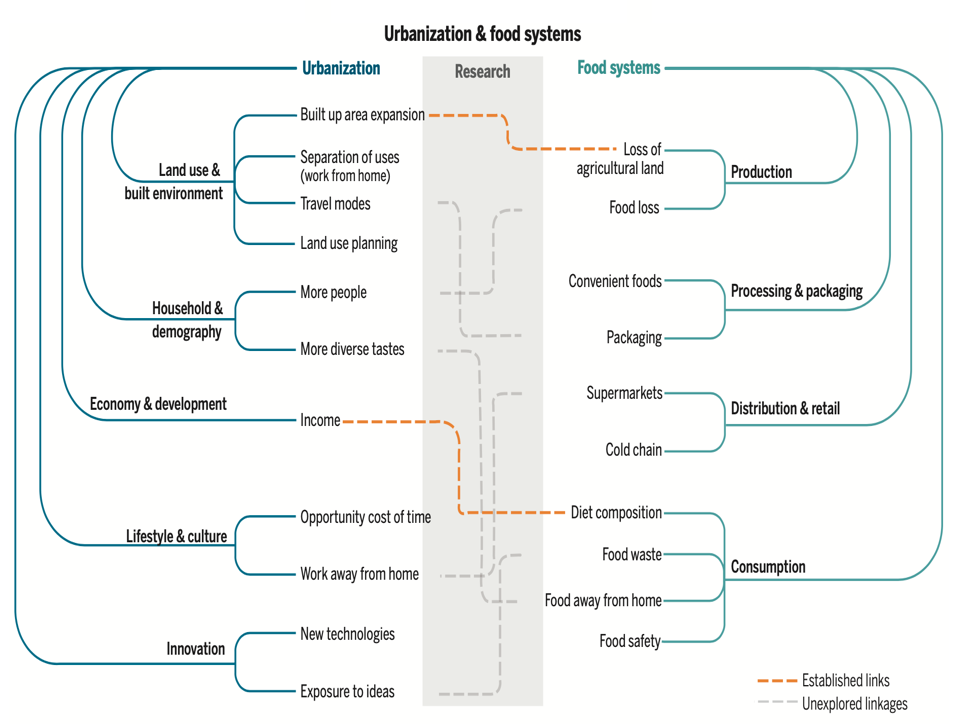 Urbanization & food systems
Urbanization
Research
Food systems
Land use &
built environment
Built up area expansion
Separation of uses
(work from home)
Travel modes
Land use planning
Household &
demography
More people
More diverse tastes
Economy & development
Income
Lifestyle & culture
Opportunity cost of time
Work away from home
Innovation
New technologies
Exposure to ideas
Loss of
agricultural land
Food loss
Production
Convenient foods
Packaging
Processing & packaging
Supermarkets
Cold chain
Distribution & retail
Diet composition
Food waste
Food away from home
Food safety
Consumption
Established links
Unexplored linkages